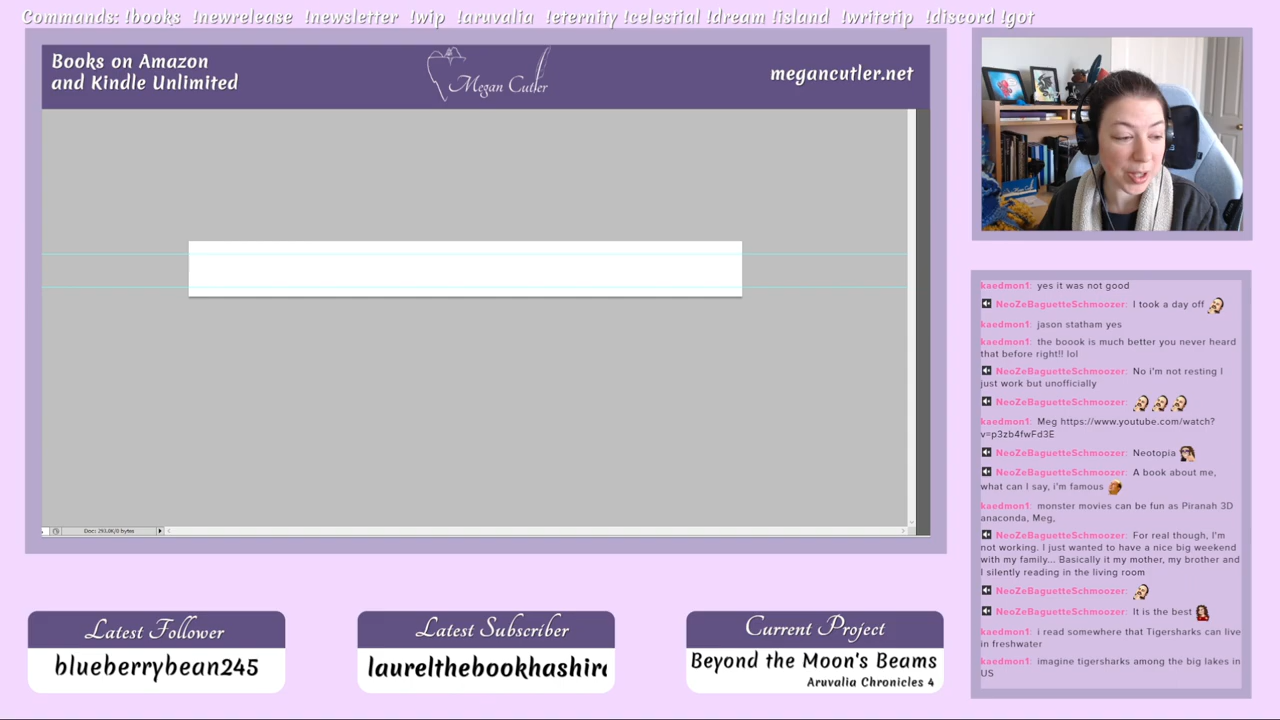 Commands: !books !newrelease !newsletter !wip !aruvalia !eternity !celestial !dream !island !writetip !discord !got
Books on Amazon
and Kindle Unlimited
Megan Cutler
megancutler.net
Doc: 293.0K/0 bytes
kaedmon1: yes it was not good
NeoZeBaguetteSchmoozer: I took a day off
kaedmon1: jason statham yes
kaedmon1: the boook is much better you never heard
that before right!! lol
NeoZeBaguetteSchmoozer: No i'm not resting I
just work but unofficially
NeoZeBaguetteSchmoozer:
kaedmon1: Meg https://www.youtube.com/watch?
v=p3zb4fwFd3E
NeoZeBaguetteSchmoozer: Neotopia
NeoZeBaguetteSchmoozer: A book about me,
what can I say, i'm famous
kaedmon1: monster movies can be fun as Piranah 3D
anaconda, Meg,
NeoZeBaguetteSchmoozer: For real though, I'm
not working. I just wanted to have a nice big weekend
with my family... Basically it my mother, my brother and
I silently reading in the living room
NeoZeBaguetteSchmoozer:
NeoZeBaguetteSchmoozer: It is the best
kaedmon1: i read somewhere that Tigersharks can live
in freshwater
kaedmon1: imagine tigersharks among the big lakes in
US
Latest Follower
blueberrybean245
Latest Subscriber
laurelthebookhashira
Current Project
Beyond the Moon's Beams
Aruvalia Chronicles 4